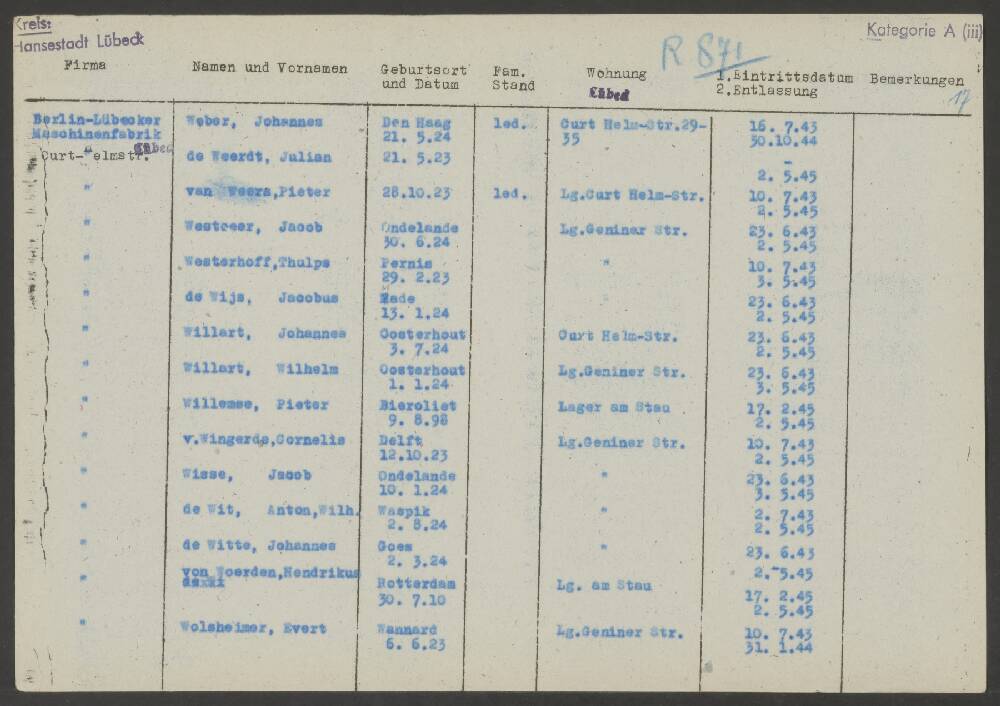 Kreis:
Hansestadt Lübeck
Kategorie A (iii)
R 871
Firma Namen und Vornamen Geburtsort und Datum Fam. Stand Wohnung Lübeck 1.Eintrittsdatum 2.Entlassung Bemerkungen
17
Berlin-Lübecker Weber, Johannes Den Haag led. Curt Helm-Str.29- 16. 7.43
Maschinenfabrik 21. 5.24 35 30.10.44
Lübeck
Curt- elmstr. de Weerdt, Julian 21. 5.23 -
2. 5.45
" van Weers,Pieter 28.10.23 led. Lg.Curt Helm-Str. 10. 7.43
2. 5.45
" Jacob Ondelande Lg.Geniner Str. 23. 6.43
30. 6.24 2. 5.45
" Westerhoff,Thulps Pernis " 10. 7.43
29. 2.23 3. 5.45
" de Wijs, Jacobus Made 23. 6.43
13. 1.24 2. 5.45
" Willart, Johannes Oosterhout Curt Helm-Str. 23. 6.43
3. 7.24 2. 5.45
" Willart, Wilhelm Oosterhout Lg.Geniner Str. 23. 6.43
1. 1.24 3. 5.45
" Willemse, Pieter Bieroliet Lager am Stau 17. 2.45
9. 8.98 2. 5.45
" v.Wingerds,Cornelis Delft Lg.Geniner Str. 10. 7.43
12.10.23 2. 5.45
" Wisse, Jacob Ondelande " 23. 6.43
10. 1.24 3. 5.45
" de Wit, Anton,Wilh. Waspik " 2. 7.43
2. 8.24 2. 5.45
" de Witte, Johannes Goes " 23. 6.43
2. 3.24 2. 5.45
" von Woerden,Hendrikus Rotterdam Lg. am Stau 17. 2.45
30. 7.10 2. 5.45
" Wolsheimer, Evert Wannard Lg.Geniner Str. 10. 7.43
6. 6.23 31. 1.44